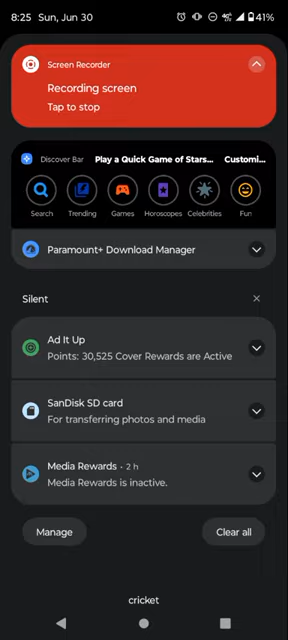 8:25 Sun, Jun 30 41%
Screen Recorder
Recording screen
Tap to stop
Discover Bar Play a Quick Game of Stars... Customi...
Search Trending Games Horoscopes Celebrities Fun
Paramount+ Download Manager
Silent
Ad It Up
Points: 30,525 Cover Rewards are Active
SanDisk SD card
For transferring photos and media
Media Rewards • 2 h
Media Rewards is inactive.
Manage Clear all
cricket